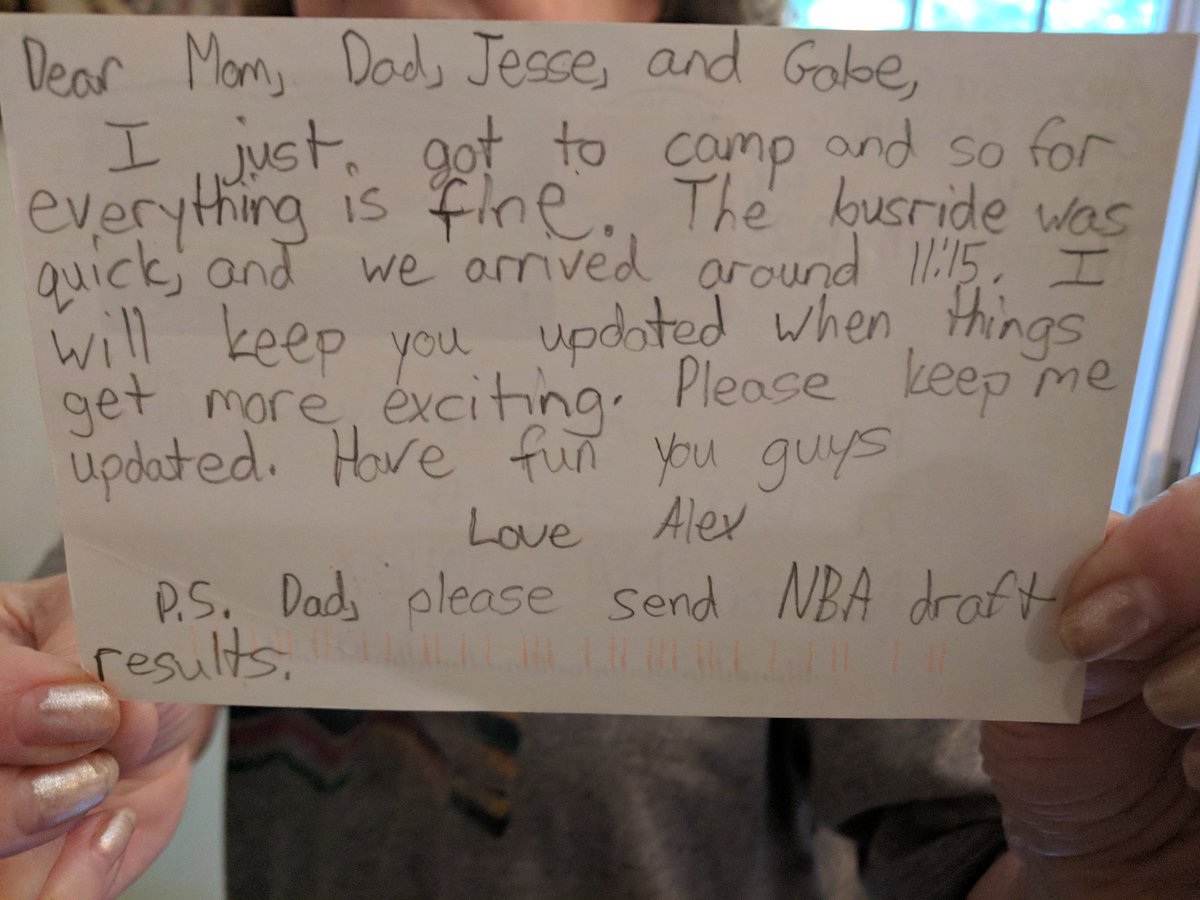 Dear Mom, Dad, Jesse, and Gabe,
I just. got to camp and so far
everything is fine. The busride was
quick, and we arrived around 11:15. I
will keep you updated when things
get more exciting. Please keep me
updated. Have fun you guys
Love Alex
P.S. Dad, please send NBA draft
results.